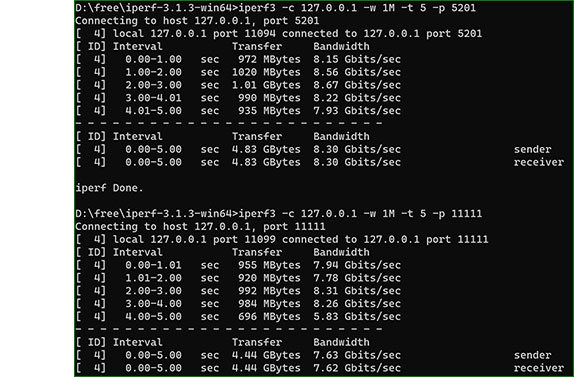 D:\free\iperf-3.1.3-win64>iperf3 -c 127.0.0.1 -w 1M -t 5 -p 5201
Connecting to host 127.0.0.1, port 5201
[  4] local 127.0.0.1 port 11094 connected to 127.0.0.1 port 5201
[ ID] Interval           Transfer     Bandwidth
[  4]   0.00-1.00   sec   972 MBytes  8.15 Gbits/sec
[  4]   1.00-2.00   sec  1020 MBytes  8.56 Gbits/sec
[  4]   2.00-3.00   sec  1.01 GBytes  8.67 Gbits/sec
[  4]   3.00-4.01   sec   990 MBytes  8.22 Gbits/sec
[  4]   4.01-5.00   sec   935 MBytes  7.93 Gbits/sec
- - - - - - - - - - - - - - - - - - - - - - - - -
[ ID] Interval           Transfer     Bandwidth
[  4]   0.00-5.00   sec  4.83 GBytes  8.30 Gbits/sec                  sender
[  4]   0.00-5.00   sec  4.83 GBytes  8.30 Gbits/sec                  receiver
iperf Done.
D:\free\iperf-3.1.3-win64>iperf3 -c 127.0.0.1 -w 1M -t 5 -p 11111
Connecting to host 127.0.0.1, port 11111
[  4] local 127.0.0.1 port 11099 connected to 127.0.0.1 port 11111
[ ID] Interval           Transfer     Bandwidth
[  4]   0.00-1.01   sec   955 MBytes  7.94 Gbits/sec
[  4]   1.01-2.00   sec   920 MBytes  7.78 Gbits/sec
[  4]   2.00-3.00   sec   992 MBytes  8.31 Gbits/sec
[  4]   3.00-4.00   sec   984 MBytes  8.26 Gbits/sec
[  4]   4.00-5.00   sec   696 MBytes  5.83 Gbits/sec
- - - - - - - - - - - - - - - - - - - - - - - - -
[ ID] Interval           Transfer     Bandwidth
[  4]   0.00-5.00   sec  4.44 GBytes  7.63 Gbits/sec                  sender
[  4]   0.00-5.00   sec  4.44 GBytes  7.62 Gbits/sec                  receiver